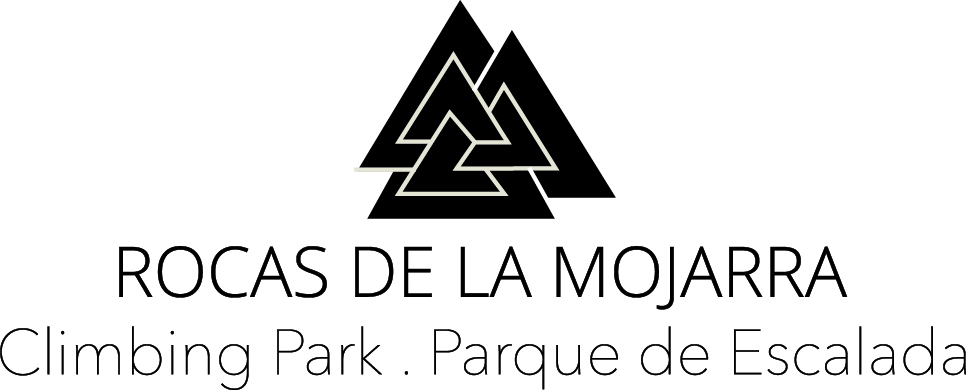 ROCAS DE LA MOJARRA
Climbing Park . Parque de Escalada